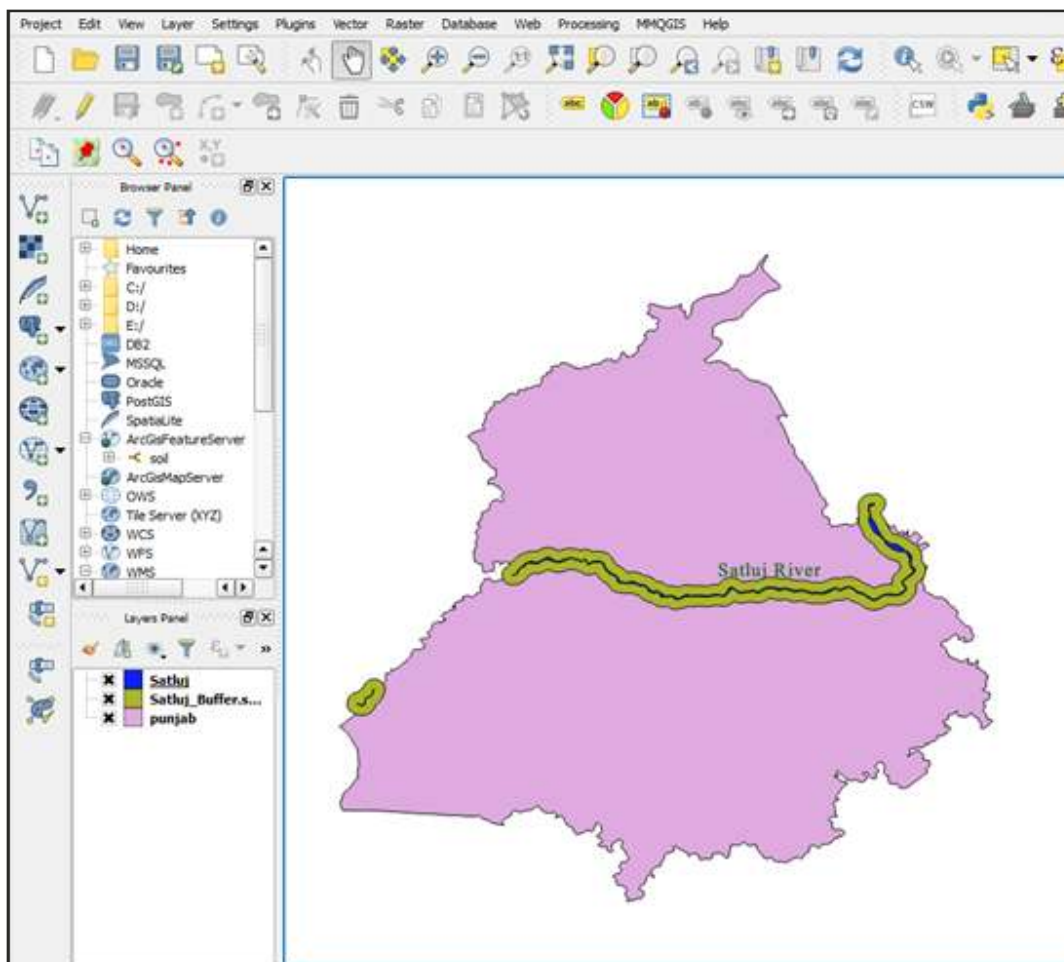 Project Edit View Layer Settings Plugins Vector Raster Database Web Processing MMQGIS Help
abc
CSW
X,Y
Browser Panel
Home
Favourites
C:/
D:/
E:/
DB2
MSSQL
Oracle
PostGIS
SpatiaLite
ArcGisFeatureServer
soil
ArcGisMapServer
OWS
Tile Server (XYZ)
WCS
WFS
WMS
Satluj River
Layers Panel
Satluj
Satluj_Buffer.s...
punjab